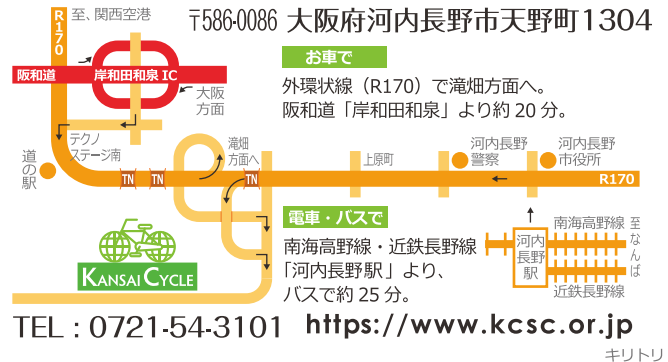 至、関西空港
〒586-0086 大阪府河内長野市天野町1304
R170
お車で
阪和道
岸和田和泉IC
大阪
方面
外環状線（R170）で滝畑方面へ。
阪和道「岸和田和泉」より約20分。
テクノ
ステージ南
道の駅
滝畑
方面へ
上原町
河内長野
警察
河内長野
市役所
TN
TN
TN
R170
電車・バスで
南海高野線・近鉄長野線
「河内長野駅」より、
バスで約25分。
河内
長野
駅
南海高野線
至なんば
近鉄長野線
KANSAI CYCLE
TEL：0721-54-3101 https://www.kcsc.or.jp
キリトリ